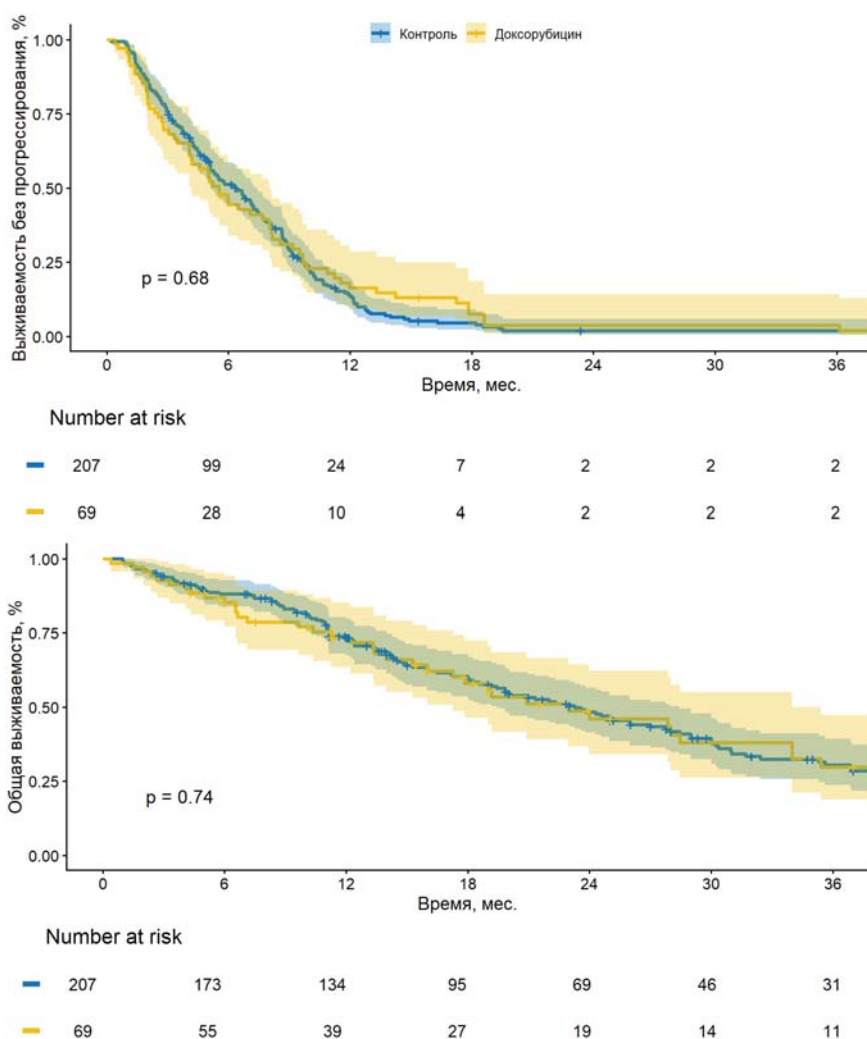 Контроль Доксорубицин
Выживаемость без прогрессирования, %
1.00
0.75
0.50
0.25
0.00
p = 0.68
0 6 12 18 24 30 36
Время, мес.
Number at risk
207 99 24 7 2 2 2
69 28 10 4 2 2 2
Общая выживаемость, %
1.00
0.75
0.50
0.25
0.00
p = 0.74
0 6 12 18 24 30 36
Время, мес.
Number at risk
207 173 134 95 69 46 31
69 55 39 27 19 14 11